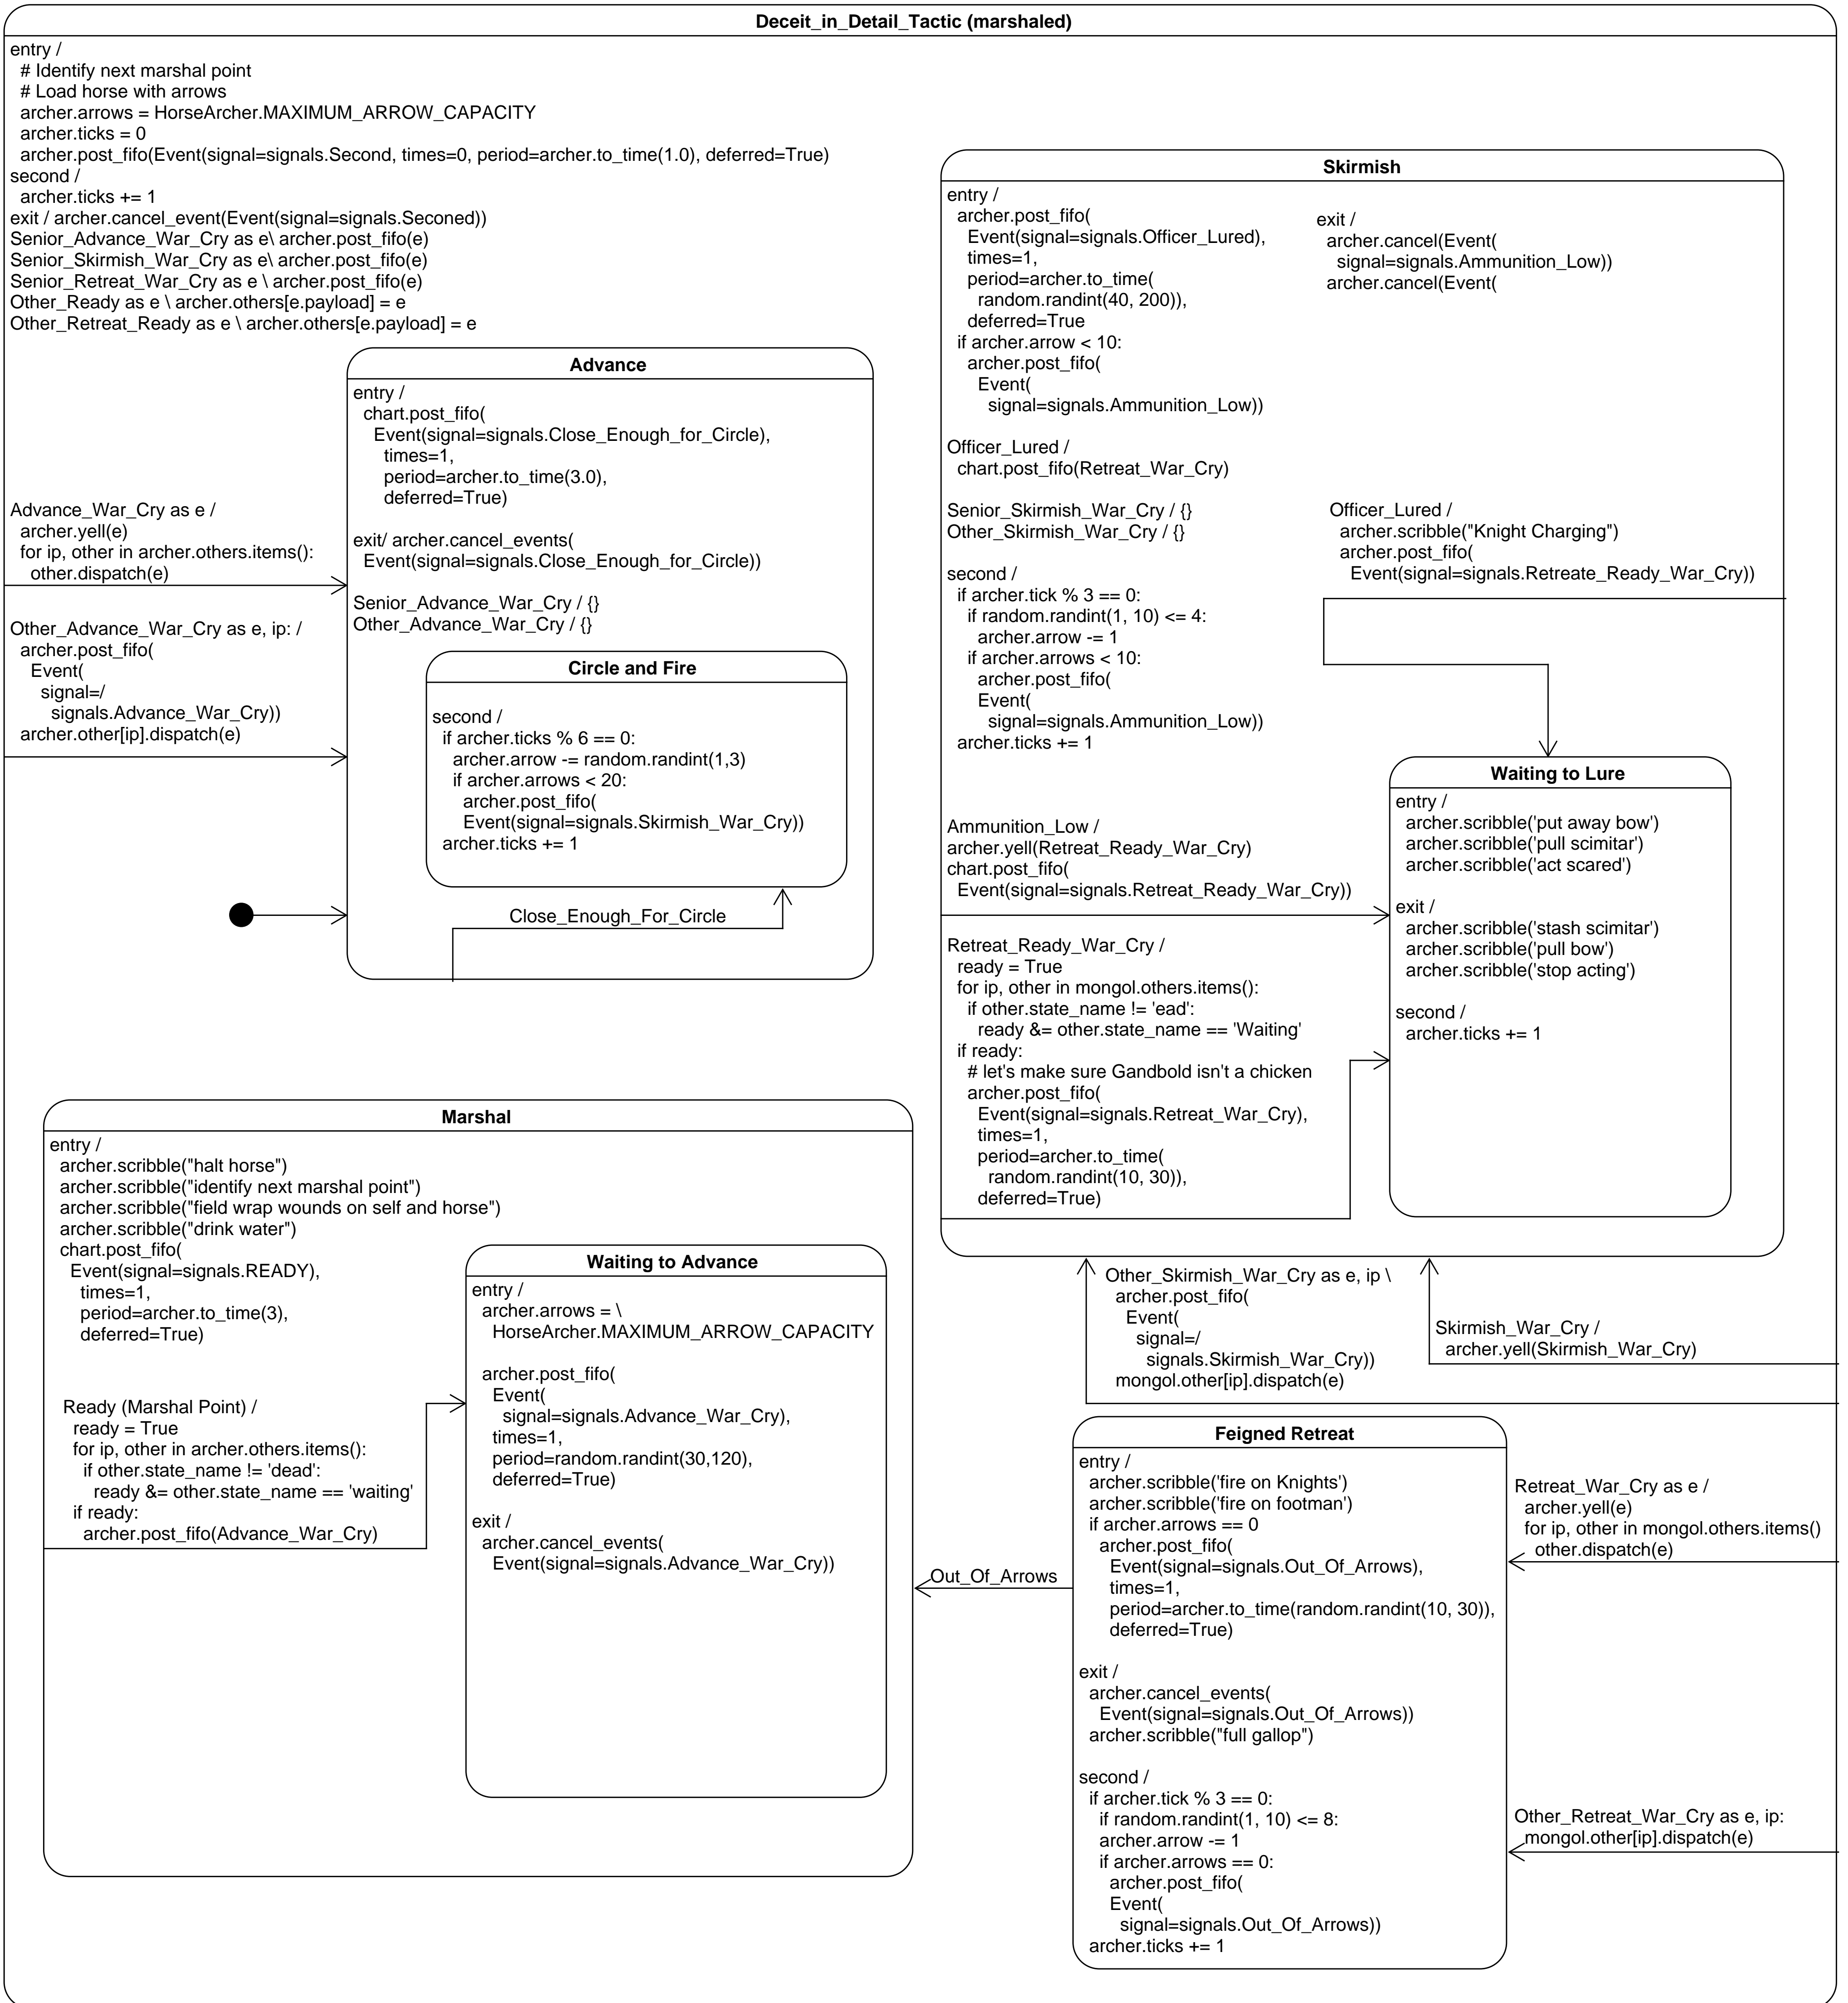 Deceit_in_Detail_Tactic (marshaled)
entry /
# Identify next marshal point
# Load horse with arrows
archer.arrows = HorseArcher.MAXIMUM_ARROW_CAPACITY
archer.ticks = 0
archer.post_fifo(Event(signal=signals.Second, times=0, period=archer.to_time(1.0), deferred=True)
second /
archer.ticks += 1
exit / archer.cancel_event(Event(signal=signals.Seconed))
Senior_Advance_War_Cry as e\ archer.post_fifo(e)
Senior_Skirmish_War_Cry as e\ archer.post_fifo(e)
Senior_Retreat_War_Cry as e\ archer.post_fifo(e)
Other_Ready as e \ archer.others[e.payload] = e
Other_Retreat_Ready as e \ archer.others[e.payload] = e
Advance_War_Cry as e /
archer.yell(e)
for ip, other in archer.others.items():
other.dispatch(e)
Other_Advance_War_Cry as e, ip: /
archer.post_fifo(
Event(
signal=/
signals.Advance_War_Cry))
archer.other[ip].dispatch(e)
Advance
entry /
chart.post_fifo(
Event(signal=signals.Close_Enough_for_Circle),
times=1,
period=archer.to_time(3.0),
deferred=True)
exit/ archer.cancel_events(
Event(signal=signals.Close_Enough_for_Circle))
Senior_Advance_War_Cry / {}
Other_Advance_War_Cry / {}
Circle and Fire
second /
if archer.ticks % 6 == 0:
archer.arrow -= random.randint(1,3)
if archer.arrows < 20:
archer.post_fifo(
Event(signal=signals.Skirmish_War_Cry))
archer.ticks += 1
Close_Enough_For_Circle
Skirmish
entry /
archer.post_fifo(
Event(signal=signals.Officer_Lured),
times=1,
period=archer.to_time(
random.randint(40, 200)),
deferred=True
if archer.arrow < 10:
archer.post_fifo(
Event(
signal=signals.Ammunition_Low))
exit /
archer.cancel(Event(
signal=signals.Ammunition_Low))
archer.cancel(Event(
Officer_Lured /
chart.post_fifo(Retreat_War_Cry)
Senior_Skirmish_War_Cry / {}
Other_Skirmish_War_Cry / {}
second /
if archer.tick % 3 == 0:
if random.randint(1, 10) <= 4:
archer.arrow -= 1
if archer.arrows < 10:
archer.post_fifo(
Event(
signal=signals.Ammunition_Low))
archer.ticks += 1
Officer_Lured /
archer.scribble("Knight Charging")
archer.post_fifo(
Event(signal=signals.Retreate_Ready_War_Cry))
Ammunition_Low /
archer.yell(Retreat_Ready_War_Cry)
chart.post_fifo(
Event(signal=signals.Retreat_Ready_War_Cry))
Retreat_Ready_War_Cry /
ready = True
for ip, other in mongol.others.items():
if other.state_name != 'ead':
ready &= other.state_name == 'Waiting'
if ready:
# let's make sure Gandbold isn't a chicken
archer.post_fifo(
Event(signal=signals.Retreat_War_Cry),
times=1,
period=archer.to_time(
random.randint(10, 30)),
deferred=True)
Waiting to Lure
entry /
archer.scribble('put away bow')
archer.scribble('pull scimitar')
archer.scribble('act scared')
exit /
archer.scribble('stash scimitar')
archer.scribble('pull bow')
archer.scribble('stop acting')
second /
archer.ticks += 1
Marshal
entry /
archer.scribble("halt horse")
archer.scribble("identify next marshal point")
archer.scribble("field wrap wounds on self and horse")
archer.scribble("drink water")
chart.post_fifo(
Event(signal=signals.READY),
times=1,
period=archer.to_time(3),
deferred=True)
Ready (Marshal Point) /
ready = True
for ip, other in archer.others.items():
if other.state_name != 'dead':
ready &= other.state_name == 'waiting'
if ready:
archer.post_fifo(Advance_War_Cry)
Waiting to Advance
entry /
archer.arrows = \
HorseArcher.MAXIMUM_ARROW_CAPACITY
archer.post_fifo(
Event(
signal=signals.Advance_War_Cry),
times=1,
period=random.randint(30,120),
deferred=True)
exit /
archer.cancel_events(
Event(signal=signals.Advance_War_Cry))
Other_Skirmish_War_Cry as e, ip \
archer.post_fifo(
Event(
signal=/
signals.Skirmish_War_Cry))
mongol.other[ip].dispatch(e)
Skirmish_War_Cry /
archer.yell(Skirmish_War_Cry)
Feigned Retreat
entry /
archer.scribble('fire on Knights')
archer.scribble('fire on footman')
if archer.arrows == 0
archer.post_fifo(
Event(signal=signals.Out_Of_Arrows),
times=1,
period=archer.to_time(random.randint(10, 30)),
deferred=True)
exit /
archer.cancel_events(
Event(signal=signals.Out_Of_Arrows))
archer.scribble("full gallop")
second /
if archer.tick % 3 == 0:
if random.randint(1, 10) <= 8:
archer.arrow -= 1
if archer.arrows == 0:
archer.post_fifo(
Event(
signal=signals.Out_Of_Arrows))
archer.ticks += 1
Out_Of_Arrows
Retreat_War_Cry as e /
archer.yell(e)
for ip, other in mongol.others.items()
other.dispatch(e)
Other_Retreat_War_Cry as e, ip:
mongol.other[ip].dispatch(e)